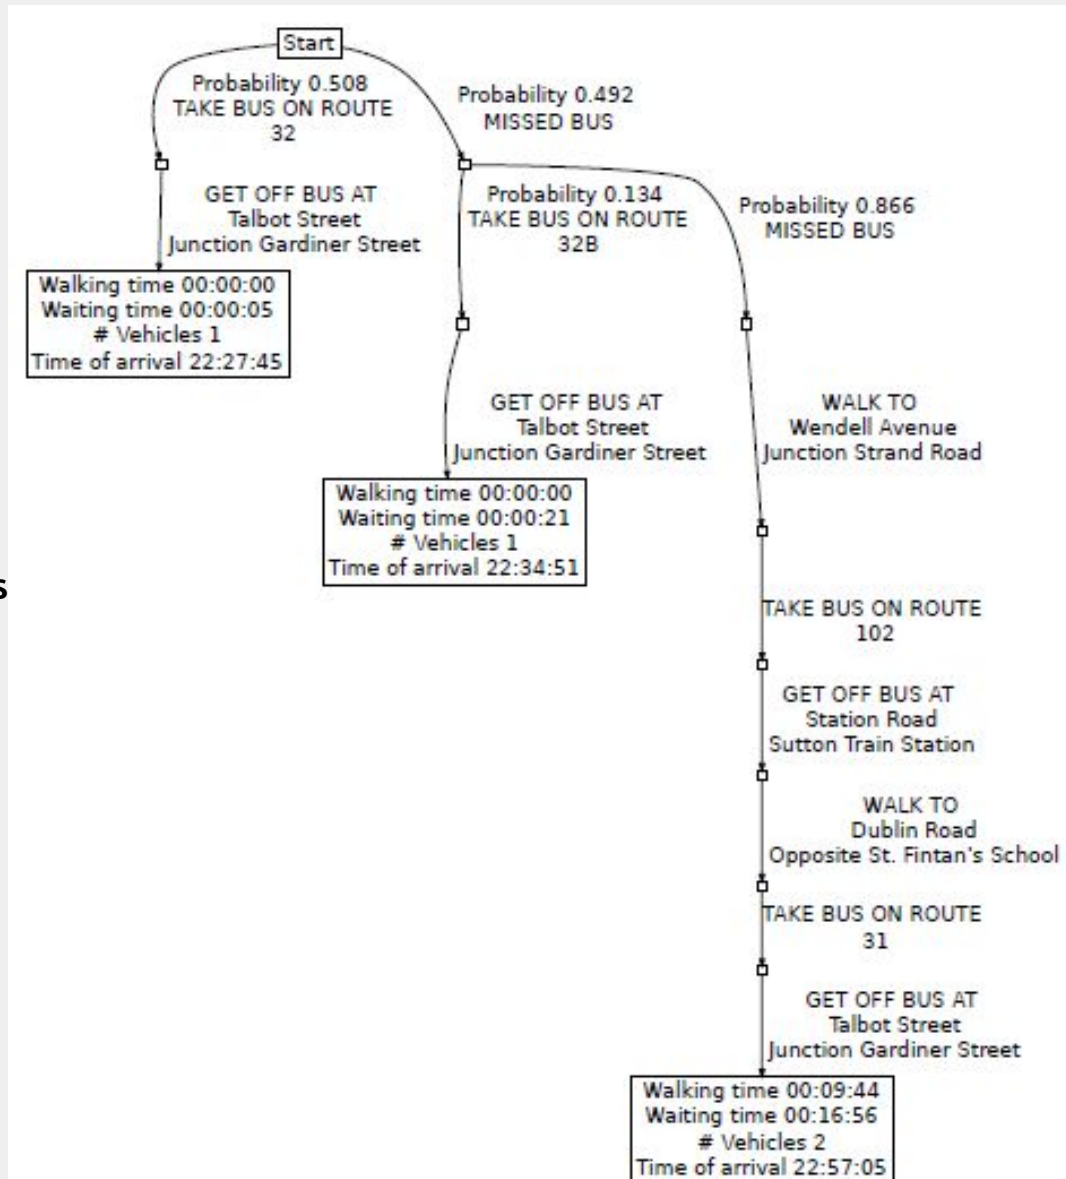 Start
Probability 0.508
TAKE BUS ON ROUTE
32
Probability 0.492
MISSED BUS
GET OFF BUS AT
Talbot Street
Junction Gardiner Street
Probability 0.134
TAKE BUS ON ROUTE
32B
Probability 0.866
MISSED BUS
Walking time 00:00:00
Waiting time 00:00:05
# Vehicles 1
Time of arrival 22:27:45
GET OFF BUS AT
Talbot Street
Junction Gardiner Street
WALK TO
Wendell Avenue
Junction Strand Road
Walking time 00:00:00
Waiting time 00:00:21
# Vehicles 1
Time of arrival 22:34:51
s
TAKE BUS ON ROUTE
102
GET OFF BUS AT
Station Road
Sutton Train Station
WALK TO
Dublin Road
Opposite St. Fintan's School
TAKE BUS ON ROUTE
31
GET OFF BUS AT
Talbot Street
Junction Gardiner Street
Walking time 00:09:44
Waiting time 00:16:56
# Vehicles 2
Time of arrival 22:57:05